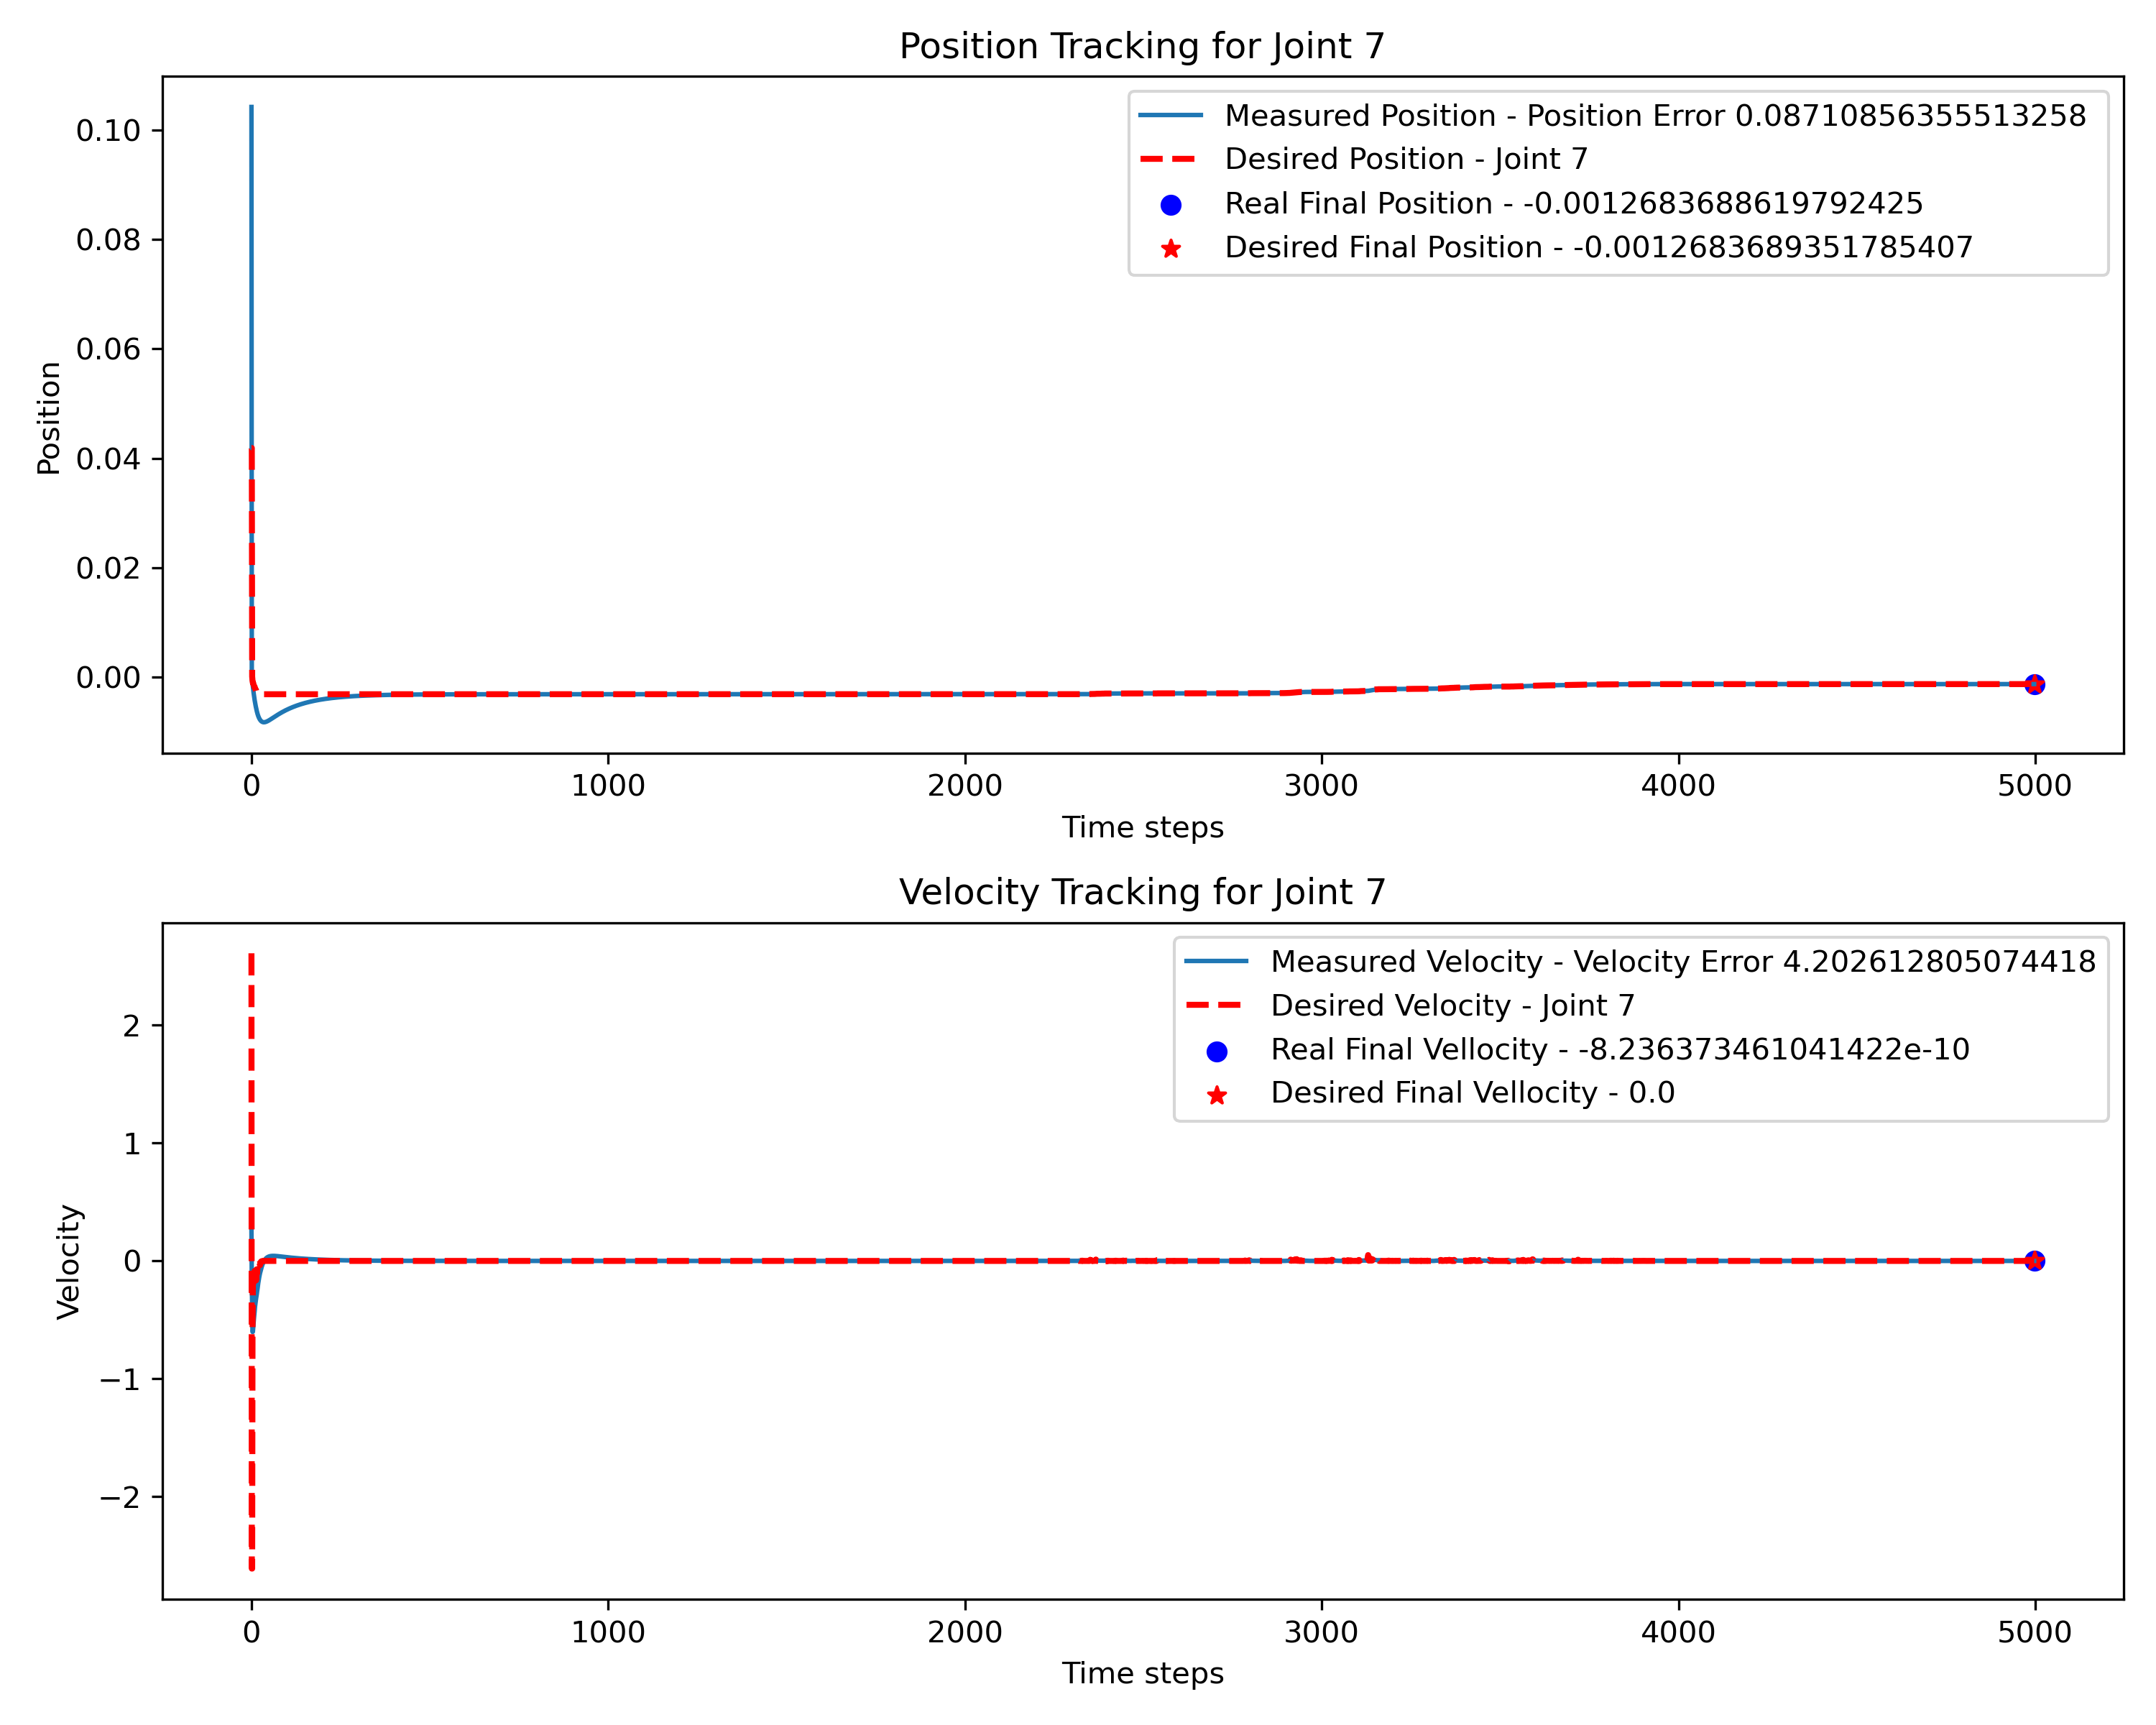 Position Tracking for Joint 7
Measured Position - Position Error 0.08710856355513258
Desired Position - Joint 7
Real Final Position - -0.0012683688619792425
Desired Final Position - -0.0012683689351785407
0.10
0.08
0.06
0.04
0.02
0.00
Position
0 1000 2000 3000 4000 5000
Time steps
Velocity Tracking for Joint 7
Measured Velocity - Velocity Error 4.202612805074418
Desired Velocity - Joint 7
Real Final Vellocity - -8.236373461041422e-10
Desired Final Vellocity - 0.0
2
1
0
−1
−2
Velocity
0 1000 2000 3000 4000 5000
Time steps